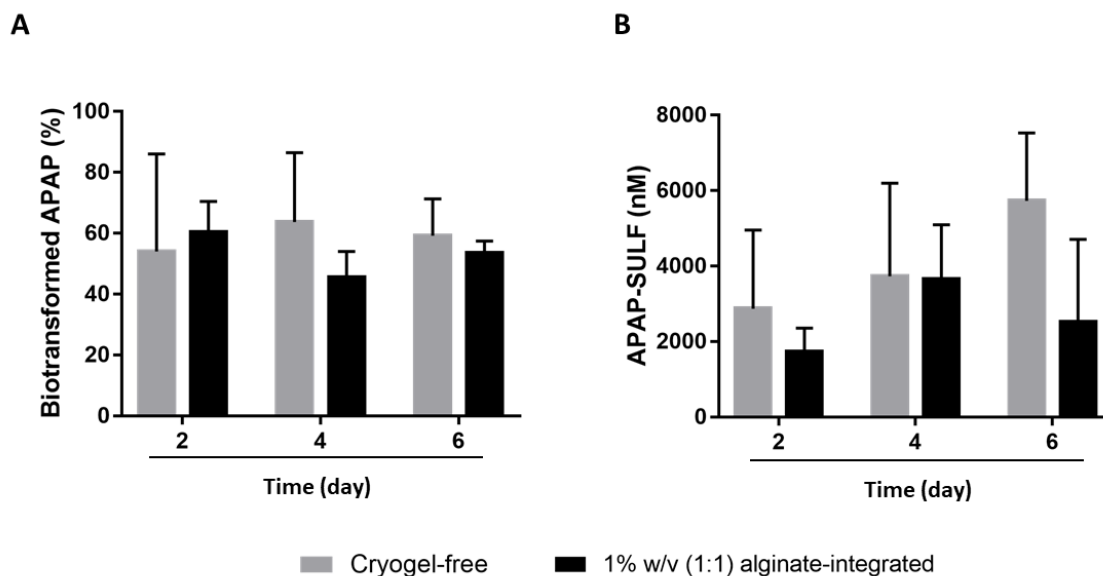 A
B
Biotransformed APAP (%)
100
80
60
40
20
0
2 4 6
Time (day)
APAP-SULF (nM)
8000
6000
4000
2000
0
2 4 6
Time (day)
Cryogel-free
1% w/v (1:1) alginate-integrated